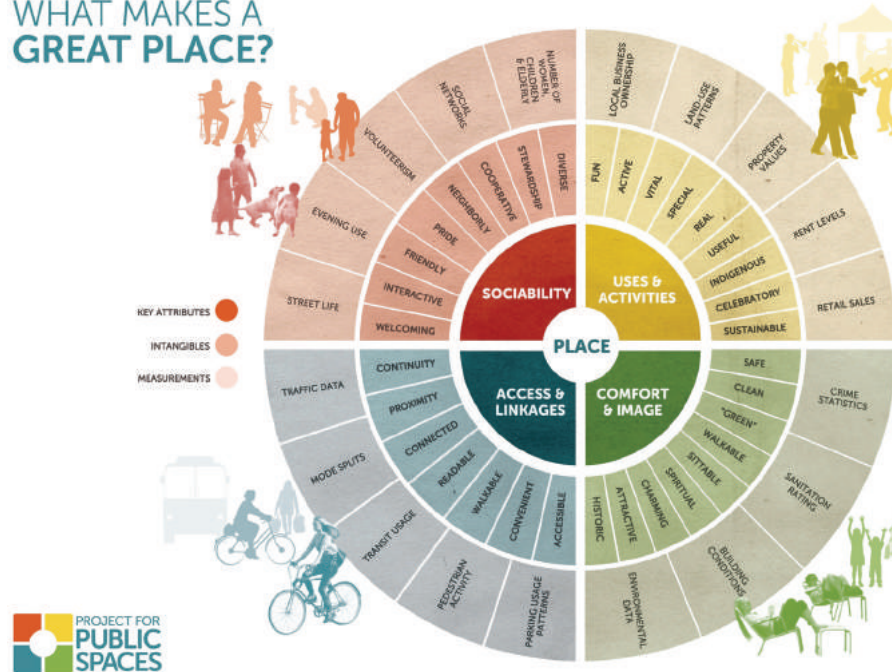 WHAT MAKES A
GREAT PLACE?
NUMBER OF
WOMEN,
CHILDREN
& ELDERLY
SOCIAL
NETWORKS
VOLUNTEERISM
EVENING USE
STREET LIFE
LOCAL BUSINESS
OWNERSHIP
LAND-USE
PATTERNS
PROPERTY
VALUES
RENT LEVELS
RETAIL SALES
DIVERSE
STEWARDSHIP
COOPERATIVE
NEIGHBORLY
PRIDE
FRIENDLY
INTERACTIVE
WELCOMING
FUN
ACTIVE
VITAL
SPECIAL
REAL
USEFUL
INDIGENOUS
CELEBRATORY
SUSTAINABLE
SOCIABILITY
USES &
ACTIVITIES
KEY ATTRIBUTES
INTANGIBLES
MEASUREMENTS
PLACE
ACCESS &
LINKAGES
COMFORT
& IMAGE
CONTINUITY
PROXIMITY
CONNECTED
READABLE
WALKABLE
CONVENIENT
ACCESSIBLE
SAFE
CLEAN
"GREEN"
WALKABLE
SITTABLE
SPIRITUAL
CHARMING
ATTRACTIVE
HISTORIC
TRAFFIC DATA
MODE SPLITS
TRANSIT USAGE
PEDESTRIAN
ACTIVITY
PARKING USAGE
PATTERNS
CRIME
STATISTICS
SANITATION
RATING
BUILDING
CONDITIONS
ENVIRONMENTAL
DATA
PROJECT FOR
PUBLIC
SPACES